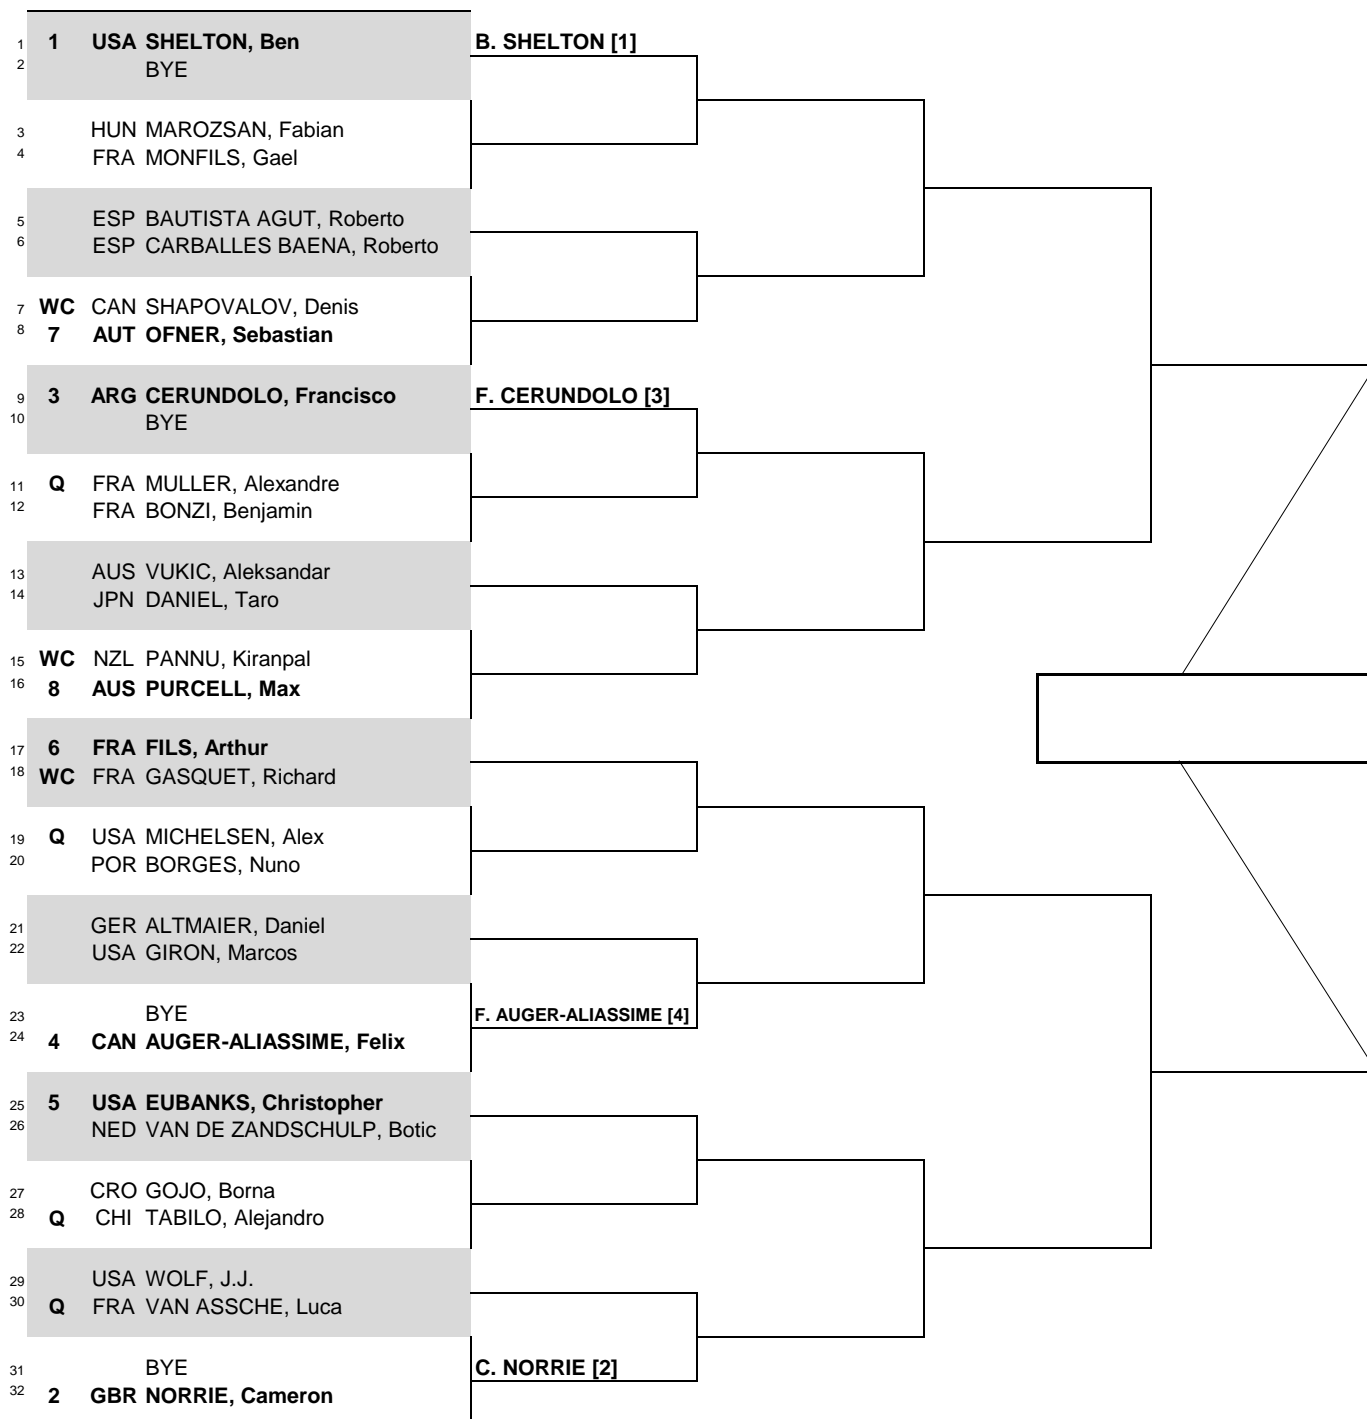 1 1 USA SHELTON, Ben B. SHELTON [1]
2 BYE
3 HUN MAROZSAN, Fabian
4 FRA MONFILS, Gael
5 ESP BAUTISTA AGUT, Roberto
6 ESP CARBALLES BAENA, Roberto
7 WC CAN SHAPOVALOV, Denis
8 7 AUT OFNER, Sebastian
9 3 ARG CERUNDOLO, Francisco F. CERUNDOLO [3]
10 BYE
11 Q FRA MULLER, Alexandre
12 FRA BONZI, Benjamin
13 AUS VUKIC, Aleksandar
14 JPN DANIEL, Taro
15 WC NZL PANNU, Kiranpal
16 8 AUS PURCELL, Max
17 6 FRA FILS, Arthur
18 WC FRA GASQUET, Richard
19 Q USA MICHELSEN, Alex
20 POR BORGES, Nuno
21 GER ALTMAIER, Daniel
22 USA GIRON, Marcos
23 BYE F. AUGER-ALIASSIME [4]
24 4 CAN AUGER-ALIASSIME, Felix
25 5 USA EUBANKS, Christopher
26 NED VAN DE ZANDSCHULP, Botic
27 CRO GOJO, Borna
28 Q CHI TABILO, Alejandro
29 USA WOLF, J.J.
30 Q FRA VAN ASSCHE, Luca
31 BYE C. NORRIE [2]
32 2 GBR NORRIE, Cameron